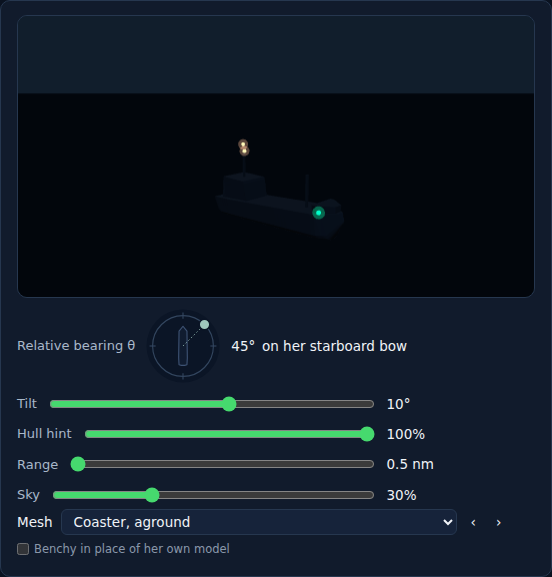 Relative bearing θ 45° on her starboard bow
Tilt 10°
Hull hint 100%
Range 0.5 nm
Sky 30%
Mesh Coaster, aground ‹ ›
Benchy in place of her own model